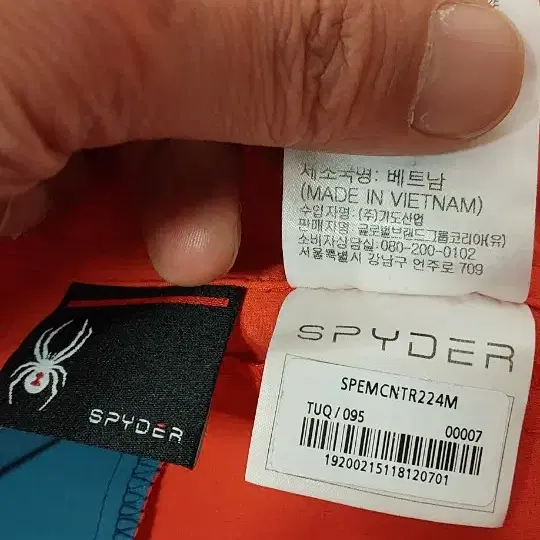 제조국명: 베트남
(MADE IN VIETNAM)
수입자명: (주)가도산업
판매자명: 글로벌브랜드그룹코리아(유)
소비자상담실: 080-200-0102
서울특별시 강남구 언주로 709
SPYDER
SPYDER
SPEMCNTR224M
TUQ / 095 00007
19200215118120701